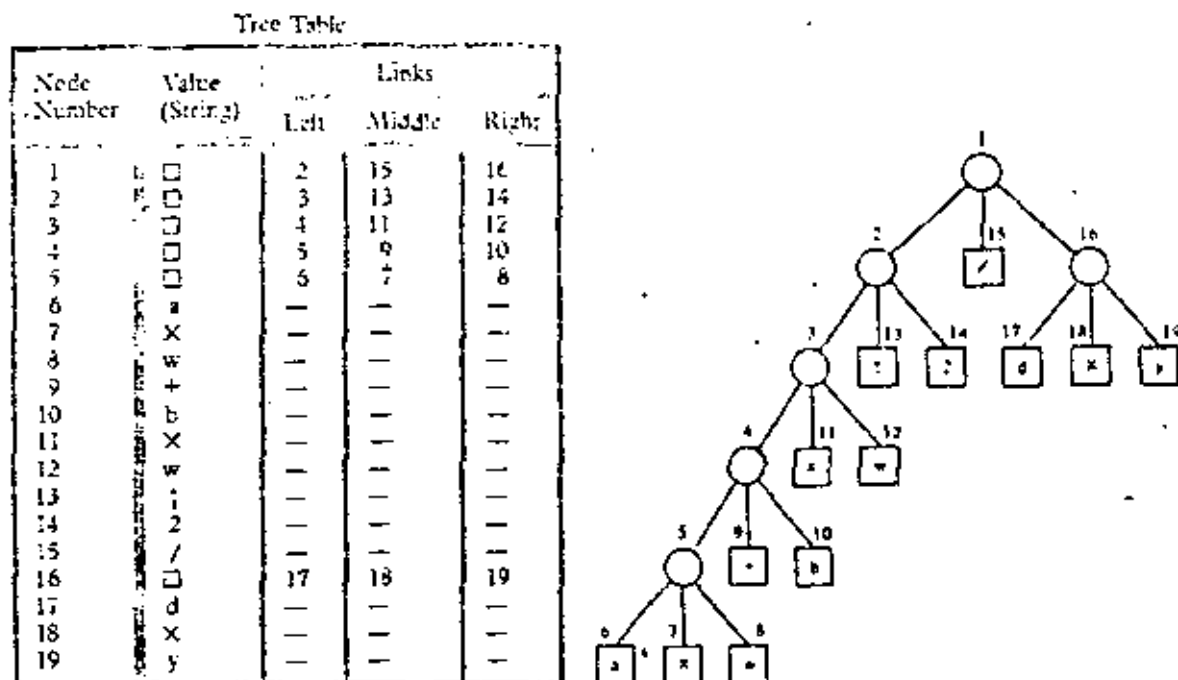 Tree Table
Node Value Links
Number (String) Left Middle Right
1 □ 2 15 16
2 □ 3 13 14
3 □ 4 11 12
4 □ 5 9 10
5 □ 6 7 8
6 a — — —
7 × — — —
8 w — — —
9 + — — —
10 b — — —
11 × — — —
12 w — — —
13 — — —
14 2 — — —
15 / — — —
16 □ 17 18 19
17 d — — —
18 × — — —
19 y — — —
1
2 15 16
/
3 13 14 17 18 19
d ×
4 11 12
w
5 9 10
b
6 7 8
a ×